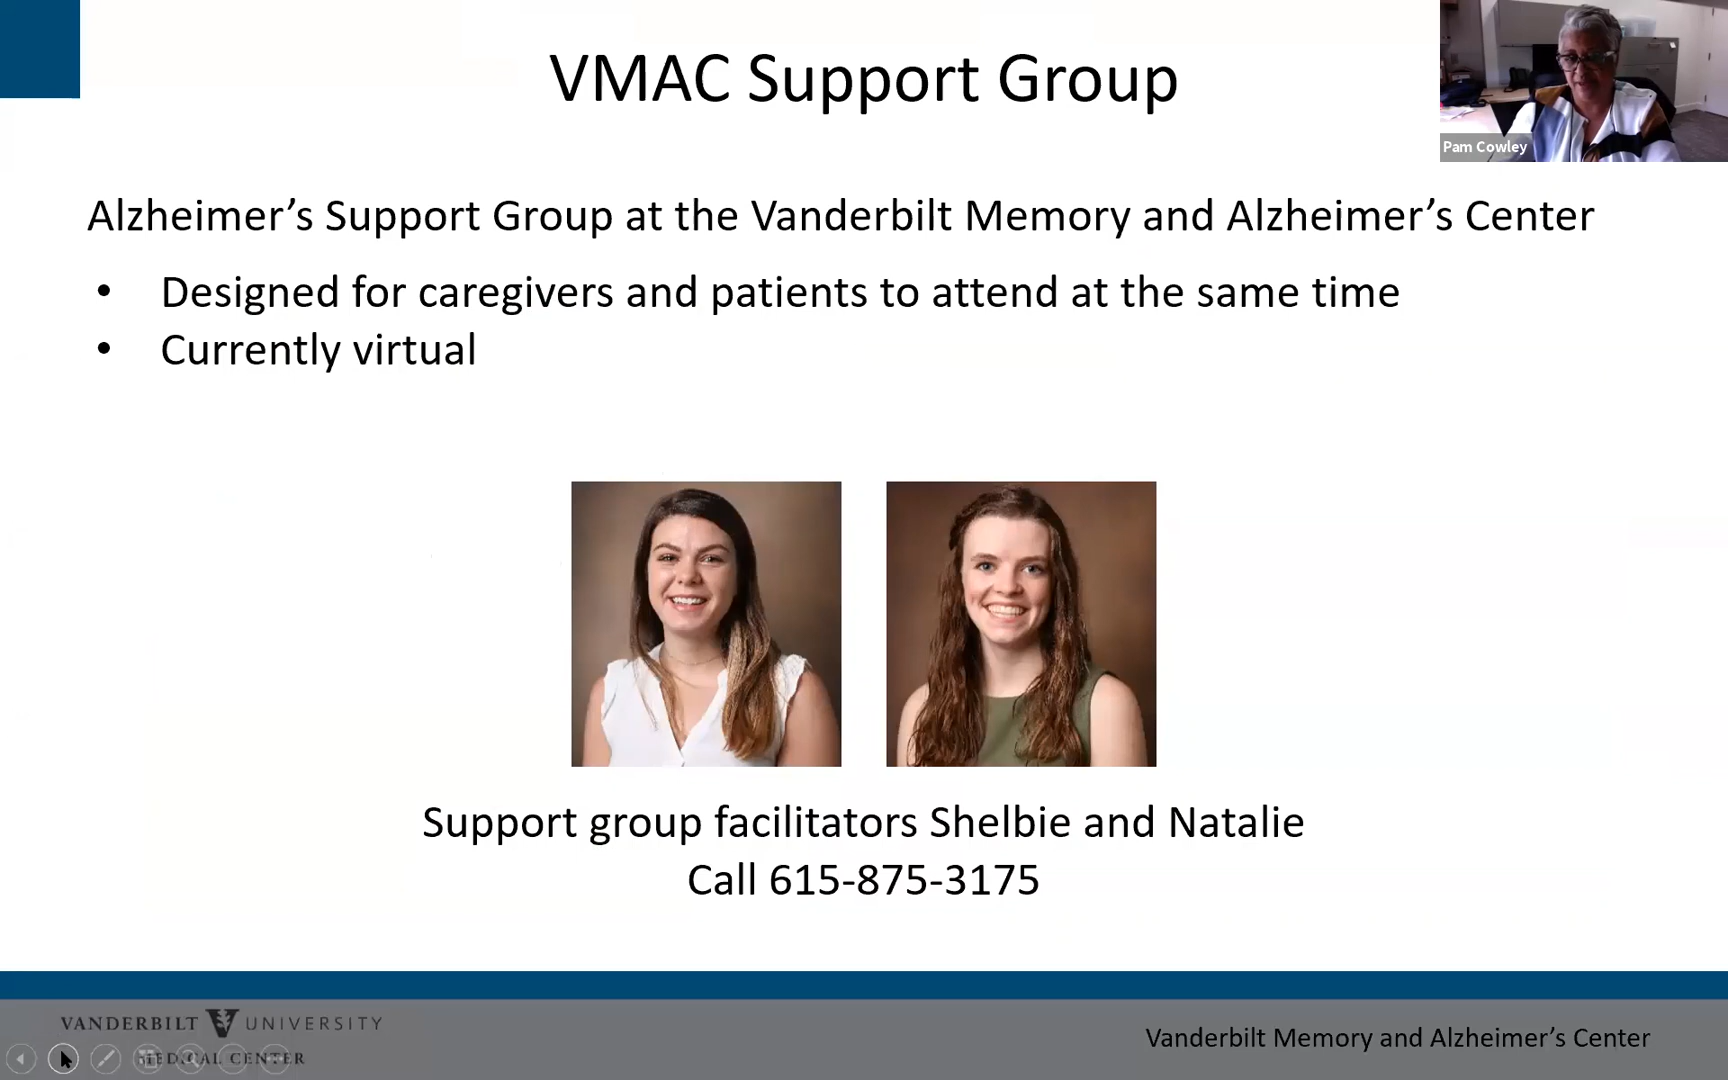 VMAC Support Group
Pam Cowley
Alzheimer’s Support Group at the Vanderbilt Memory and Alzheimer’s Center
• Designed for caregivers and patients to attend at the same time
• Currently virtual
Support group facilitators Shelbie and Natalie
Call 615-875-3175
VANDERBILT V UNIVERSITY
MEDICAL CENTER
Vanderbilt Memory and Alzheimer’s Center